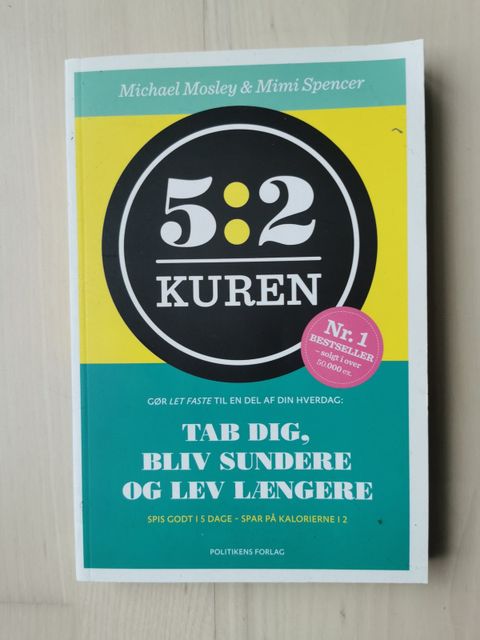 Michael Mosley & Mimi Spencer
5:2
KUREN
Nr. 1
BESTSELLER
– solgt i over
50.000 ex.
GØR LET FASTE TIL EN DEL AF DIN HVERDAG:
TAB DIG,
BLIV SUNDERE
OG LEV LÆNGERE
SPIS GODT I 5 DAGE – SPAR PÅ KALORIERNE I 2
POLITIKENS FORLAG